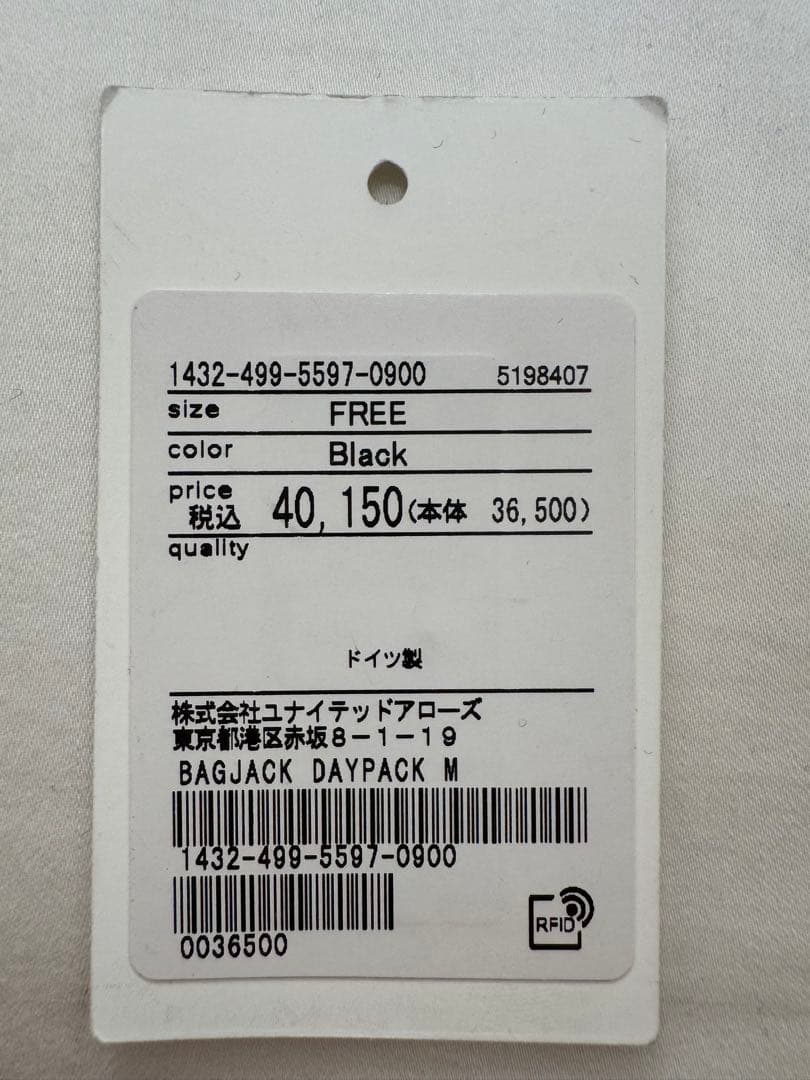 1432-499-5597-0900 5198407
size FREE
color Black
price
税込 40,150(本体 36,500)
quality
ドイツ製
株式会社ユナイテッドアローズ
東京都港区赤坂8-1-19
BAGJACK DAYPACK M
1432-499-5597-0900
0036500
RFID